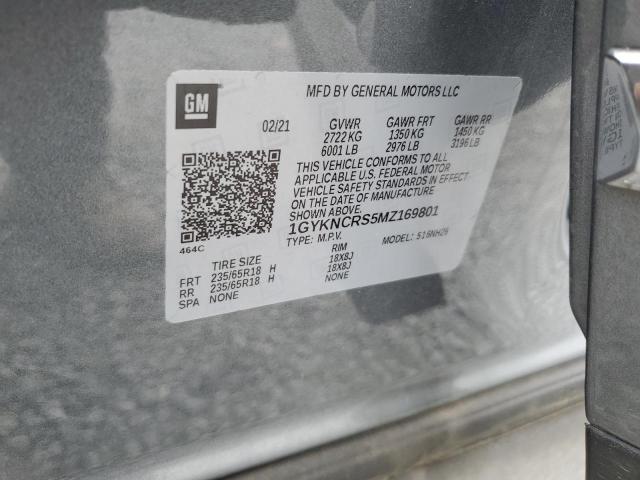 GM
MFD BY GENERAL MOTORS LLC
02/21 GVWR GAWR FRT GAWR RR
2722 KG 1350 KG 1450 KG
6001 LB 2976 LB 3196 LB
THIS VEHICLE CONFORMS TO ALL
APPLICABLE U.S. FEDERAL MOTOR
VEHICLE SAFETY STANDARDS IN EFFECT
ON THE DATE OF MANUFACTURE
SHOWN ABOVE.
1GYKNCRS5MZ169801
TYPE: M.P.V. MODEL: 516NH26
464C
TIRE SIZE RIM
FRT 235/65R18 H 18X8J
RR 235/65R18 H 18X8J
SPA NONE NONE